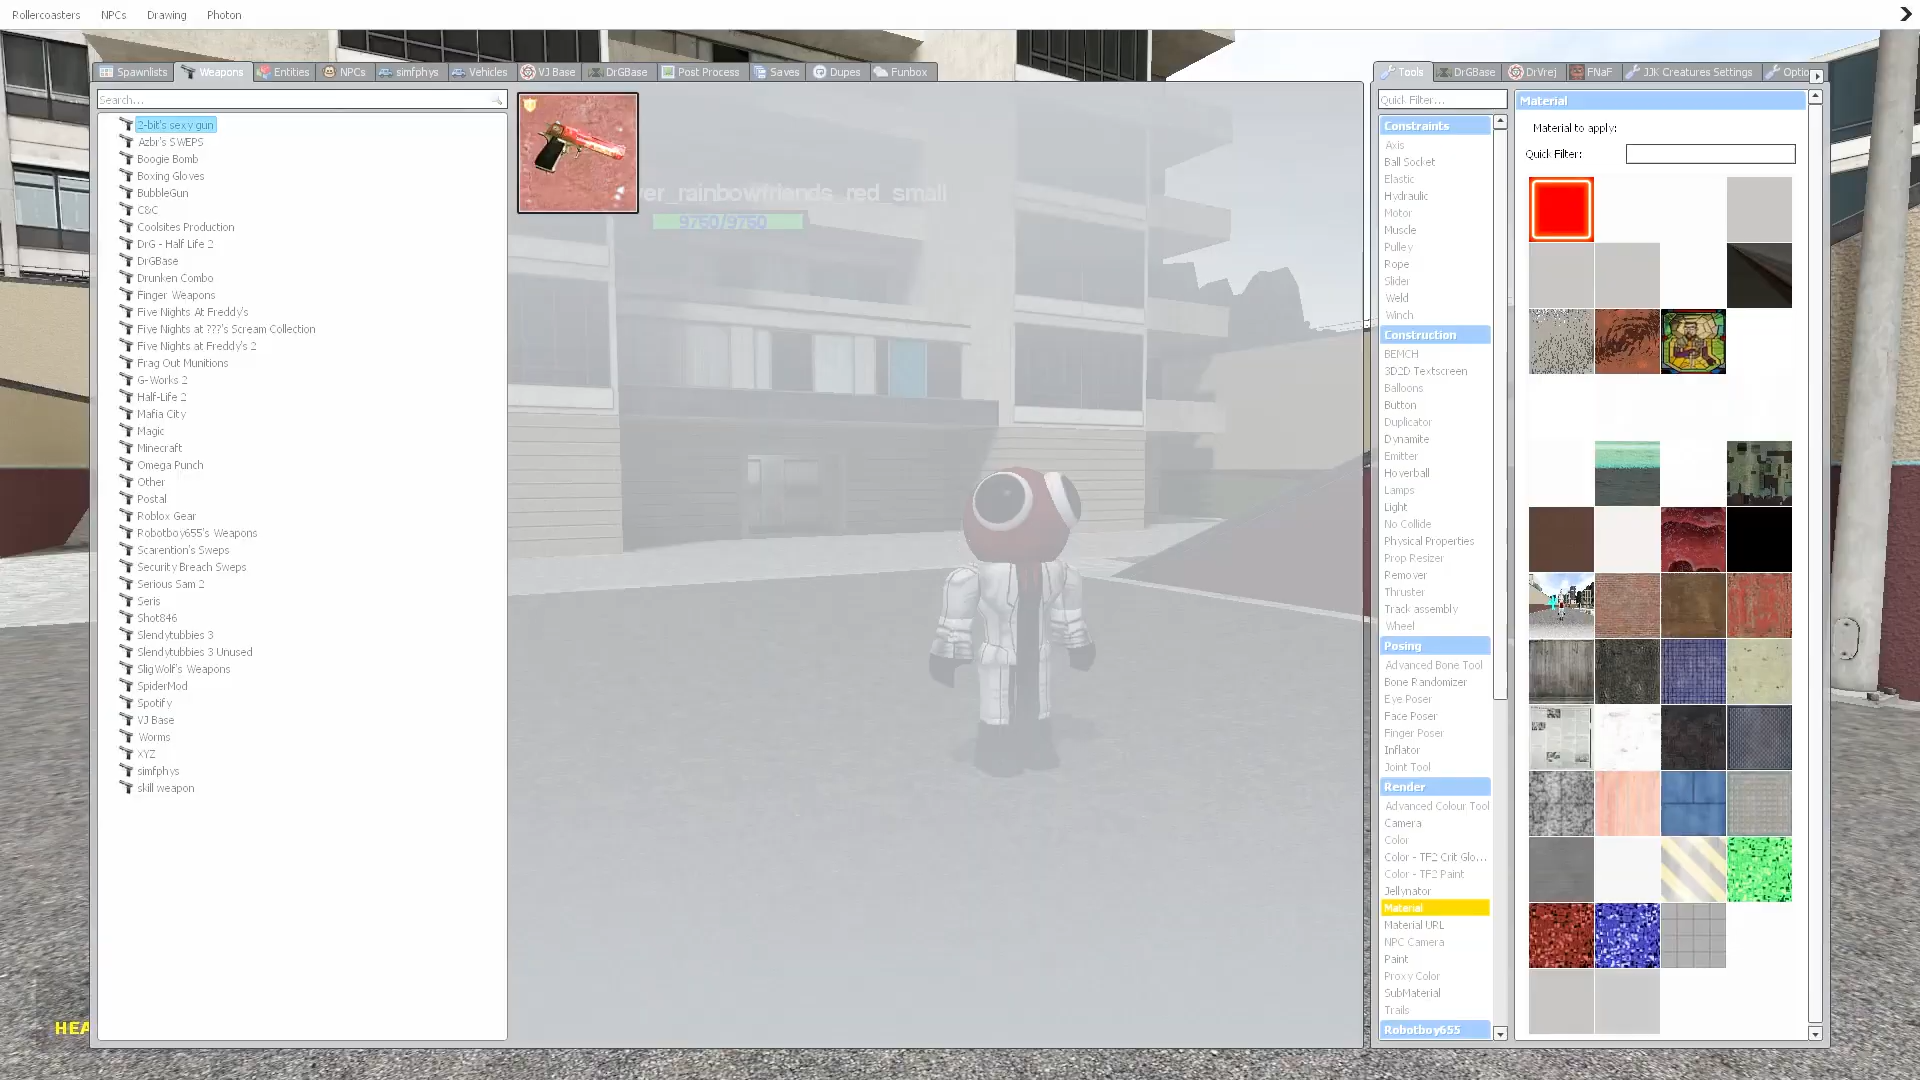 Rollercoasters NPCs Drawing Photon
Spawnlists Weapons Entities NPCs simfphys Vehicles VJ Base DrGBase Post Process Saves Dupes Funbox
Search...
2-bit's sexy gun
Azbr's SWEPS
Boogie Bomb
Boxing Gloves
BubbleGun
C&C
Coolsites Production
DrG - Half Life 2
DrGBase
Drunken Combo
Finger Weapons
Five Nights At Freddy's
Five Nights at ???'s Scream Collection
Five Nights at Freddy's 2
Frag Out Munitions
G-Works 2
Half-Life 2
Mafia City
Magic
Minecraft
Omega Punch
Other
Postal
Roblox Gear
Robotboy655's Weapons
Scarention's Sweps
Security Breach Sweps
Serious Sam 2
Seris
Shot846
Slendytubbies 3
Slendytubbies 3 Unused
SligWolf's Weapons
SpiderMod
Spotify
VJ Base
Worms
XYZ
simfphys
skill weapon
er_rainbowfriends_red_small
9750/9750
HEA
Tools DrGBase DrVrej FNaF JJK Creatures Settings Optio
Quick Filter...
Constraints
Axis
Ball Socket
Elastic
Hydraulic
Motor
Muscle
Pulley
Rope
Slider
Weld
Winch
Construction
BEMCH
3D2D Textscreen
Balloons
Button
Duplicator
Dynamite
Emitter
Hoverball
Lamps
Light
No Collide
Physical Properties
Prop Resizer
Remover
Thruster
Track assembly
Wheel
Posing
Advanced Bone Tool
Bone Randomizer
Eye Poser
Face Poser
Finger Poser
Inflator
Joint Tool
Render
Advanced Colour Tool
Camera
Color
Color - TF2 Crit Glo...
Color - TF2 Paint
Jellynator
Material
Material URL
NPC Camera
Paint
Proxy Color
SubMaterial
Trails
Robotboy655
Material
Material to apply:
Quick Filter: